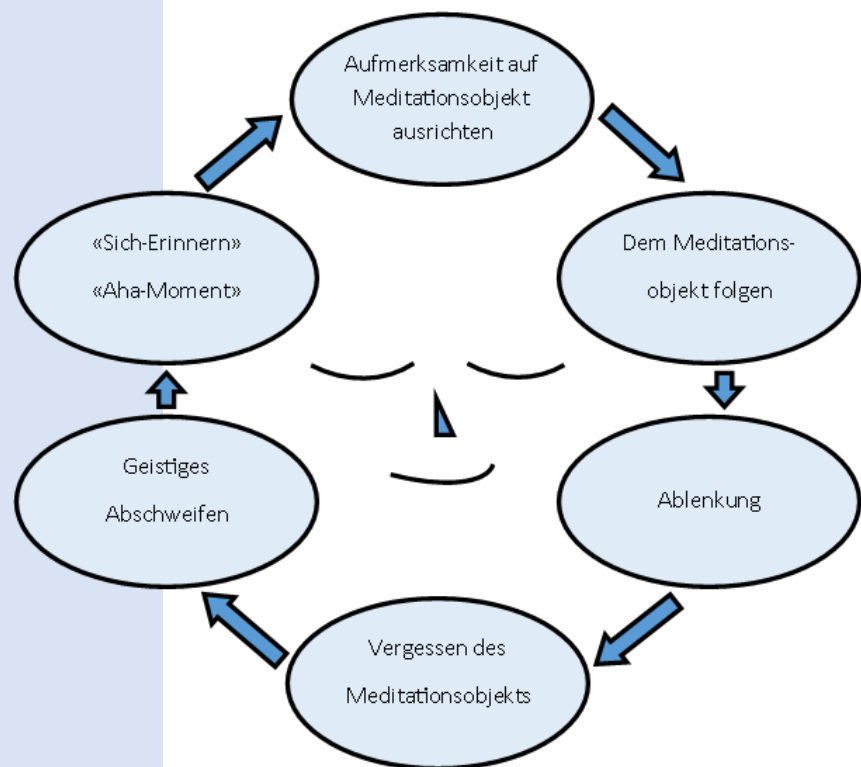 Aufmerksamkeit auf
Meditationsobjekt
ausrichten
Dem Meditations-
objekt folgen
Ablenkung
Vergessen des
Meditationsobjekts
Geistiges
Abschweifen
«Sich-Erinnern»
«Aha-Moment»